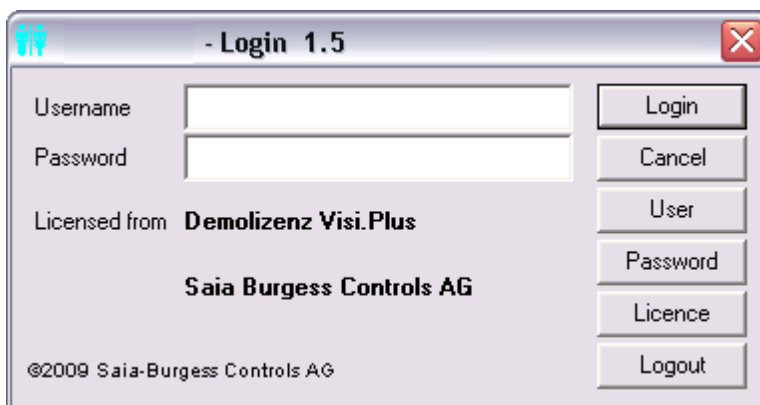 - Login 1.5
Username
Login
Password
Cancel
Licensed from Demolizenz Visi.Plus
User
Saia Burgess Controls AG
Password
Licence
©2009 Saia-Burgess Controls AG
Logout